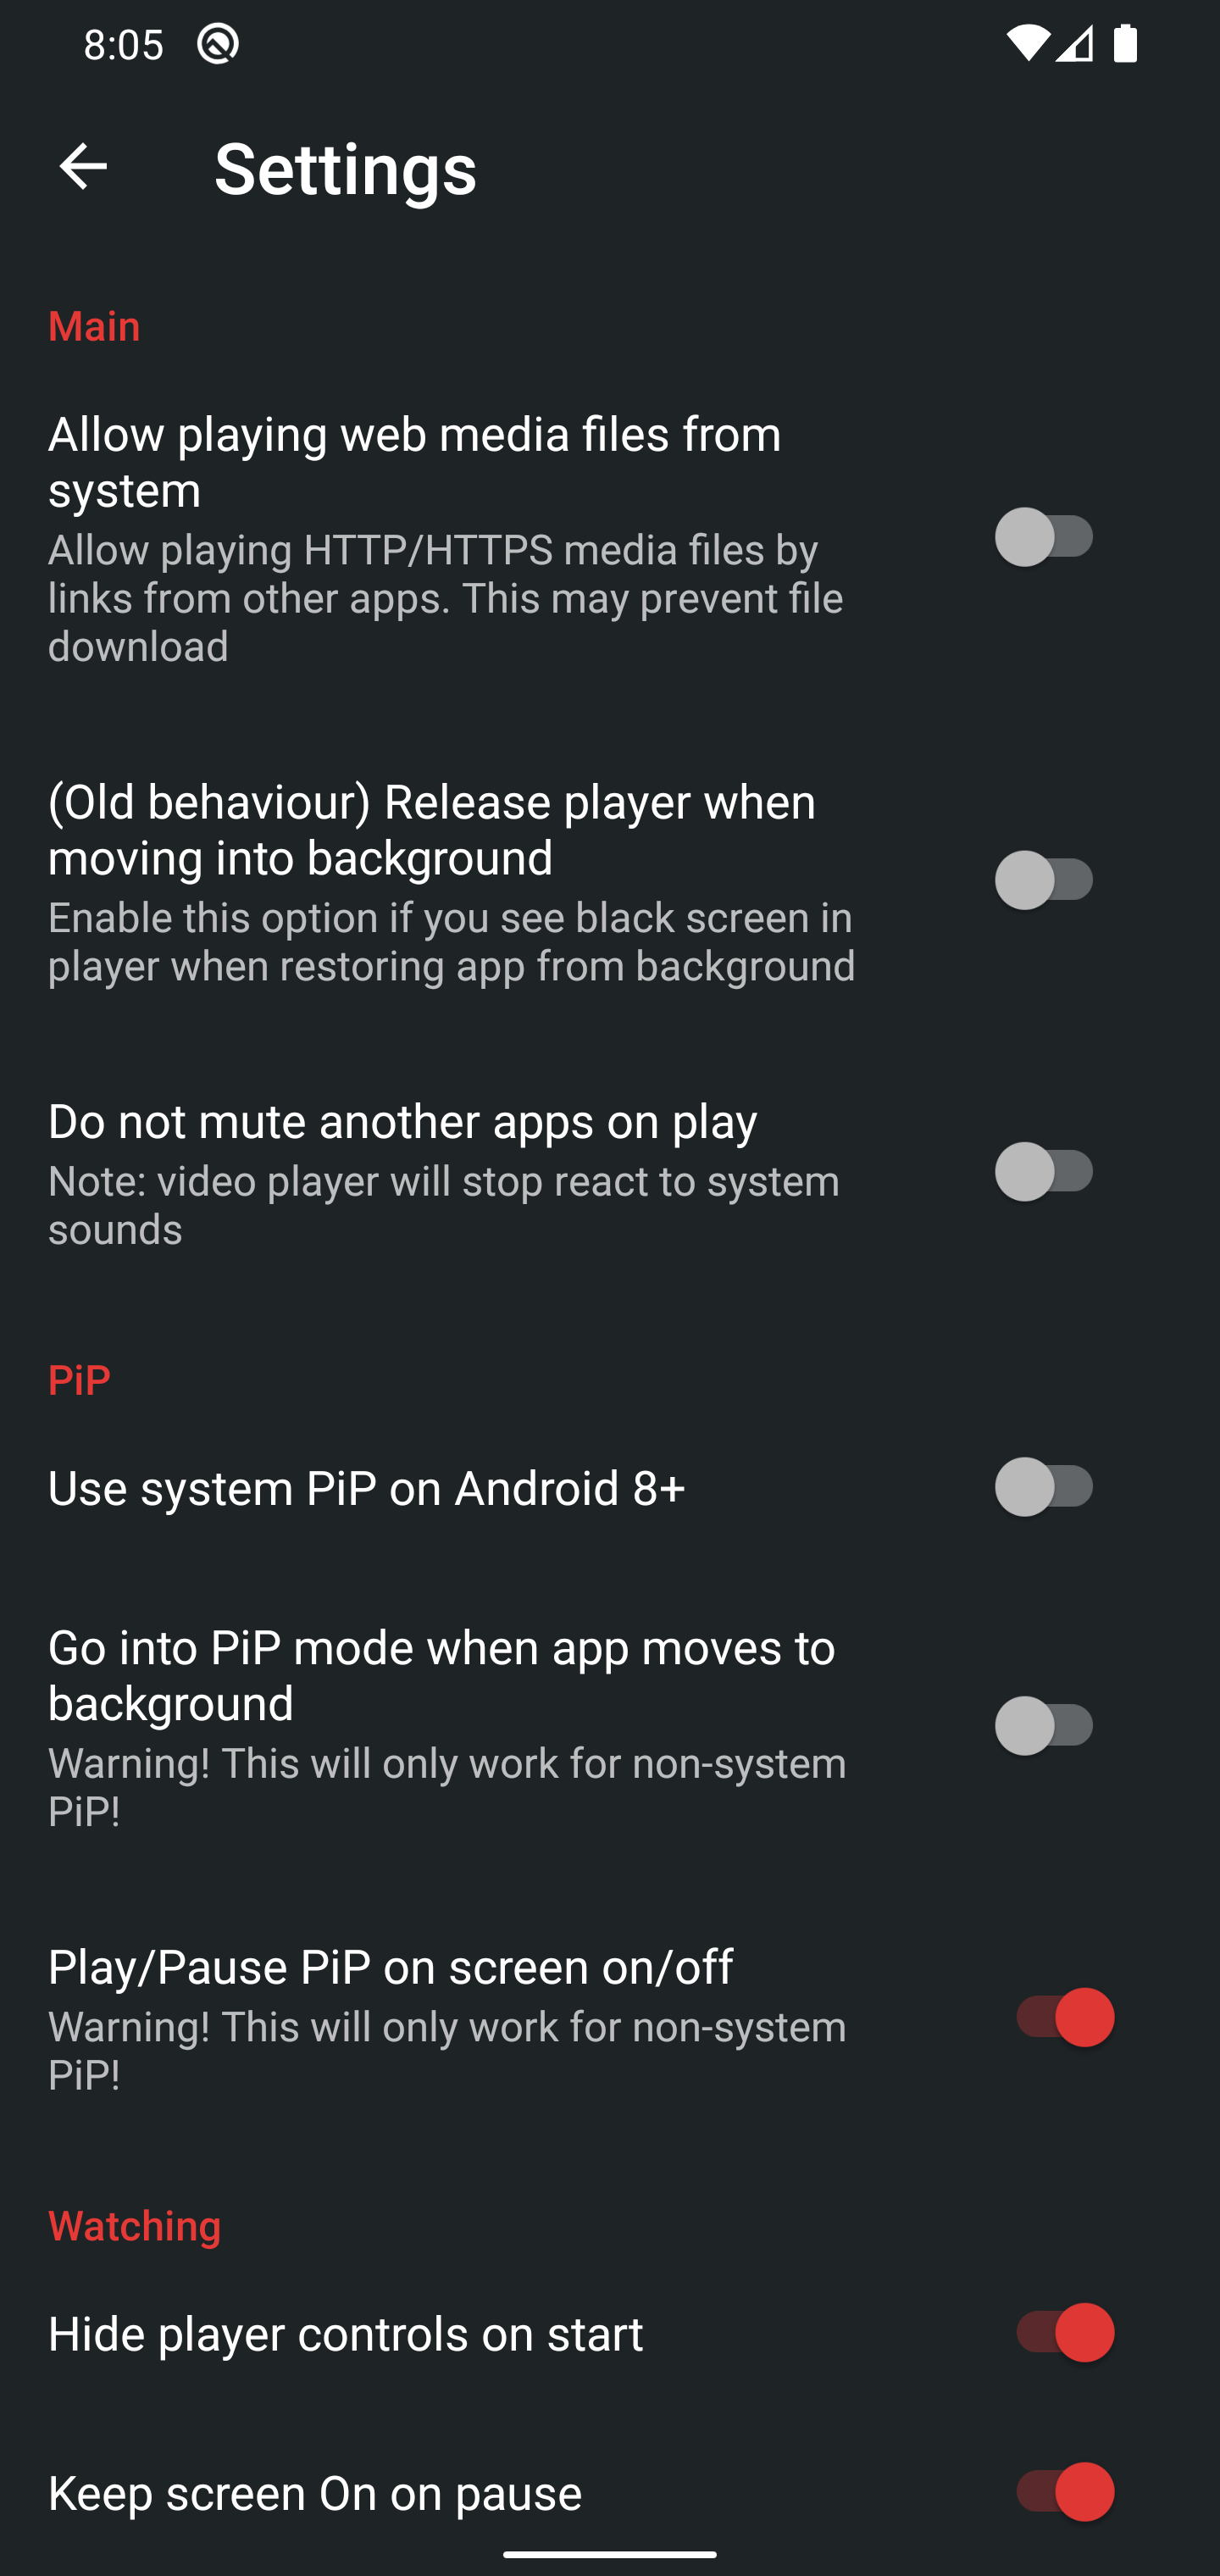 8:05
Settings
Main
Allow playing web media files from
system
Allow playing HTTP/HTTPS media files by
links from other apps. This may prevent file
download
(Old behaviour) Release player when
moving into background
Enable this option if you see black screen in
player when restoring app from background
Do not mute another apps on play
Note: video player will stop react to system
sounds
PiP
Use system PiP on Android 8+
Go into PiP mode when app moves to
background
Warning! This will only work for non-system
PiP!
Play/Pause PiP on screen on/off
Warning! This will only work for non-system
PiP!
Watching
Hide player controls on start
Keep screen On on pause